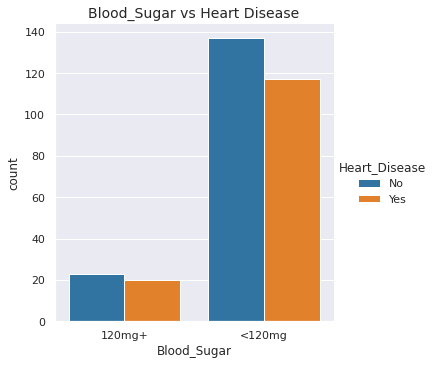 Blood_Sugar vs Heart Disease
140
120
100
80
60
40
20
0
count
120mg+
<120mg
Blood_Sugar
Heart_Disease
No
Yes